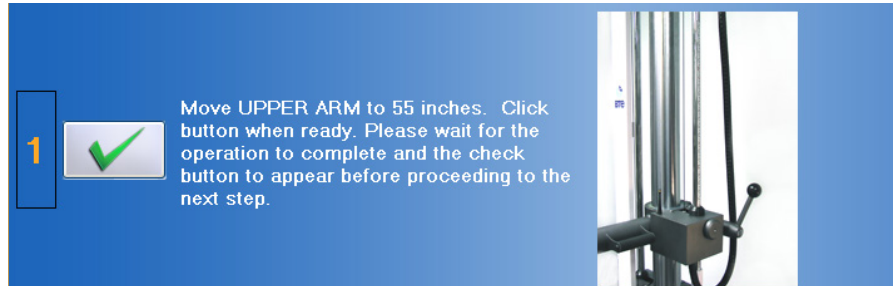 1
Move UPPER ARM to 55 inches.  Click
button when ready. Please wait for the
operation to complete and the check
button to appear before proceeding to the
next step.